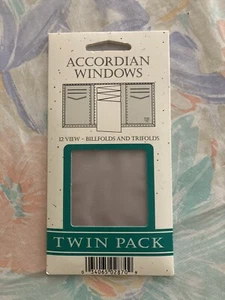 ACCORDIAN
WINDOWS
12 VIEW - BILLFOLDS AND TRIFOLDS
TWIN PACK